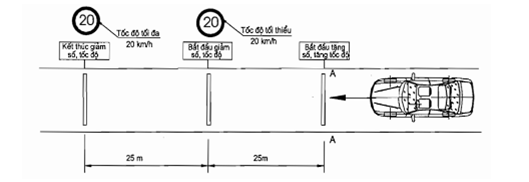 20
20
Tốc độ tối đa
20 km/h
Tốc độ tối thiểu
20 km/h
Kết thúc giảm
số, tốc độ
Bắt đầu giảm
số, tốc độ
Bắt đầu tăng
số, tăng tốc độ
A
A
25 m
25m